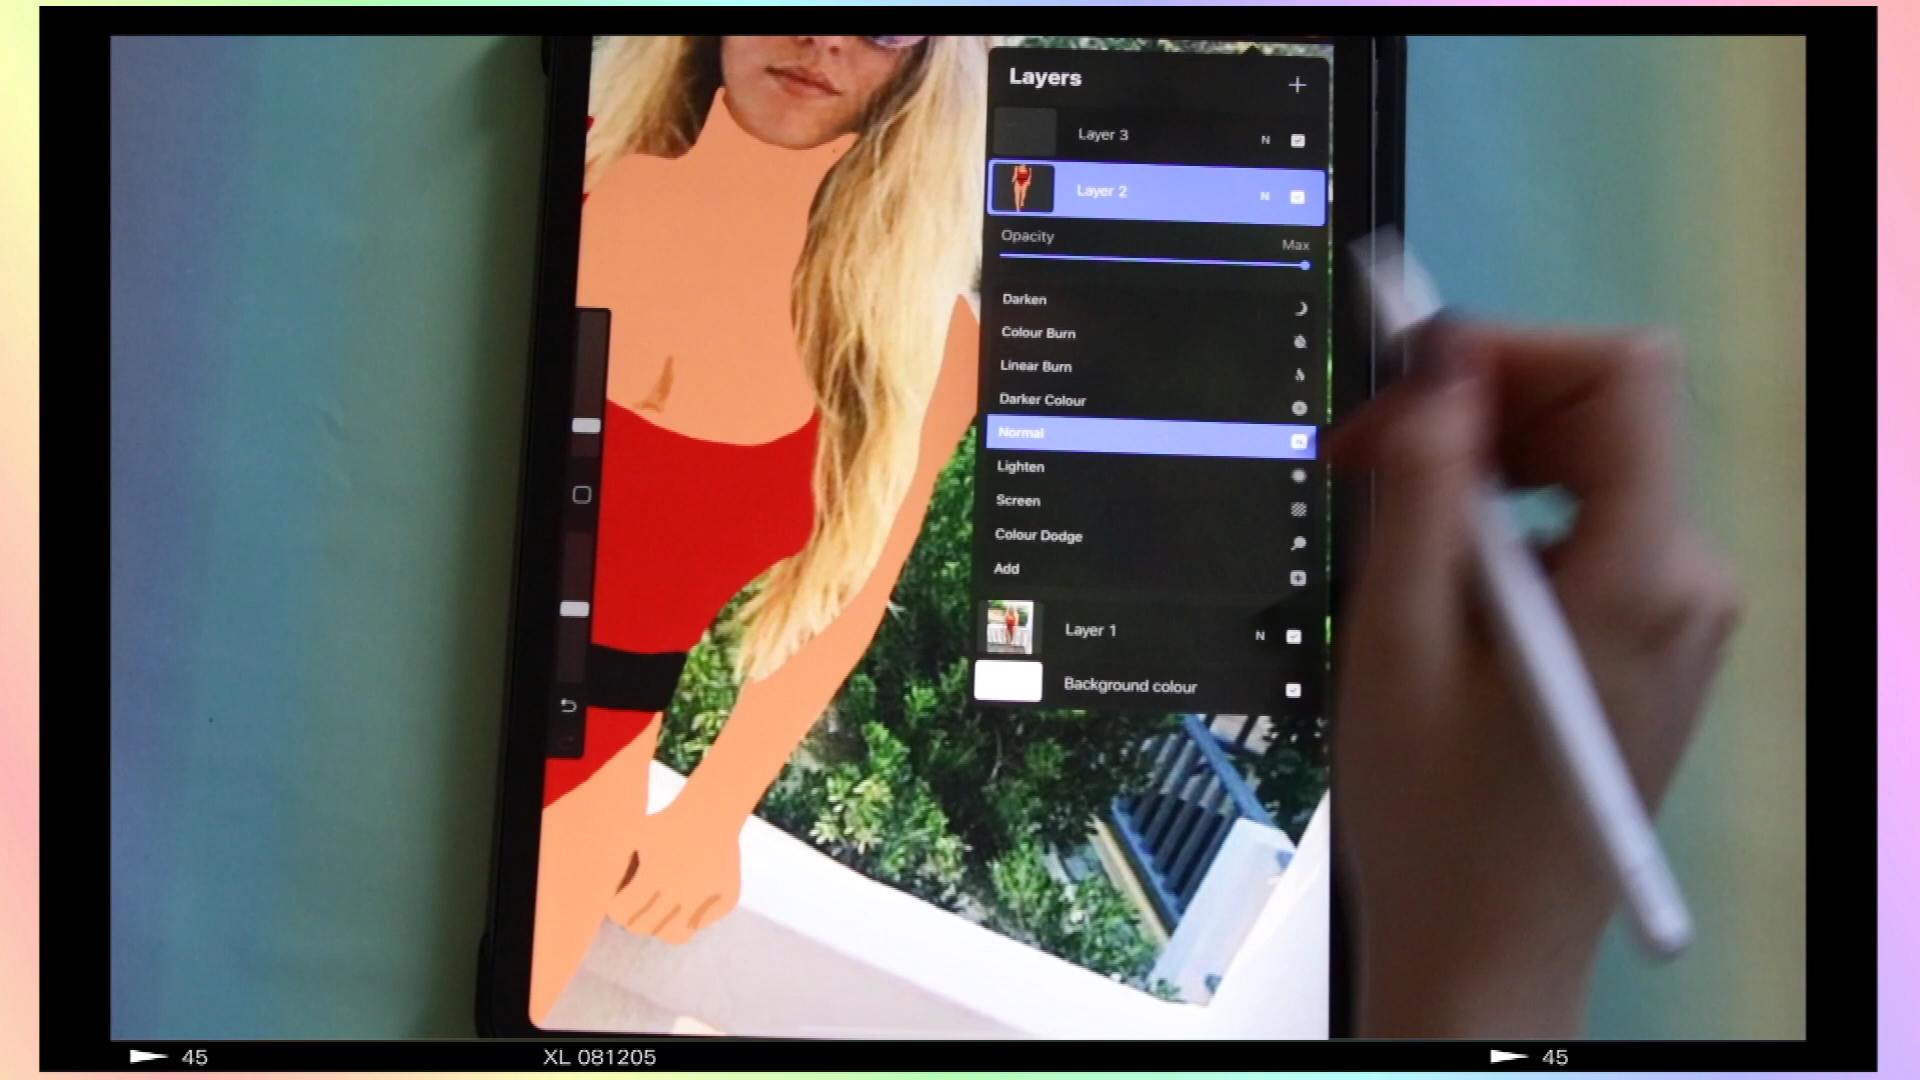 Layers
Layer 3 N
Layer 2 N
Opacity Max
Darken
Colour Burn
Linear Burn
Darker Colour
Normal N
Lighten
Screen
Colour Dodge
Add
Layer 1 N
Background colour
45 XL 081205 45